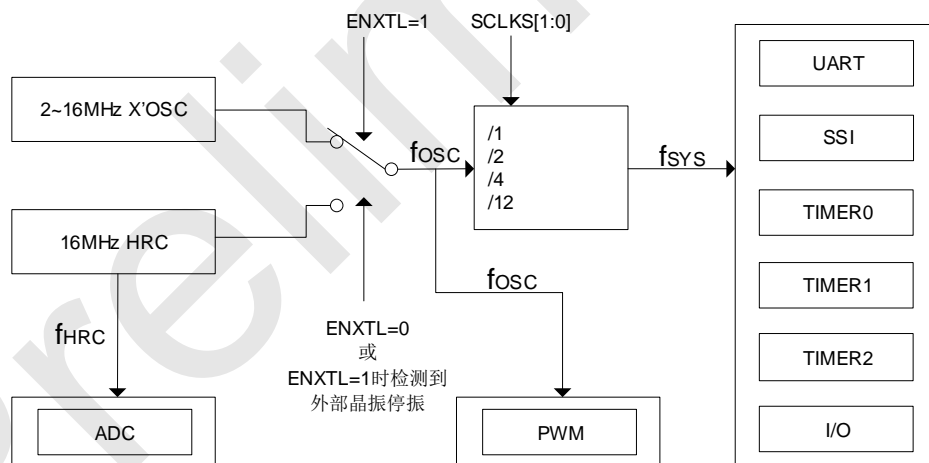 ENXTL=1
SCLKS[1:0]
2~16MHz X'OSC
fOSC
/1
/2
/4
/12
fSYS
UART
SSI
TIMER0
TIMER1
TIMER2
I/O
16MHz HRC
fOSC
fHRC
ENXTL=0
或
ENXTL=1时检测到
外部晶振停振
ADC
PWM
Prelim